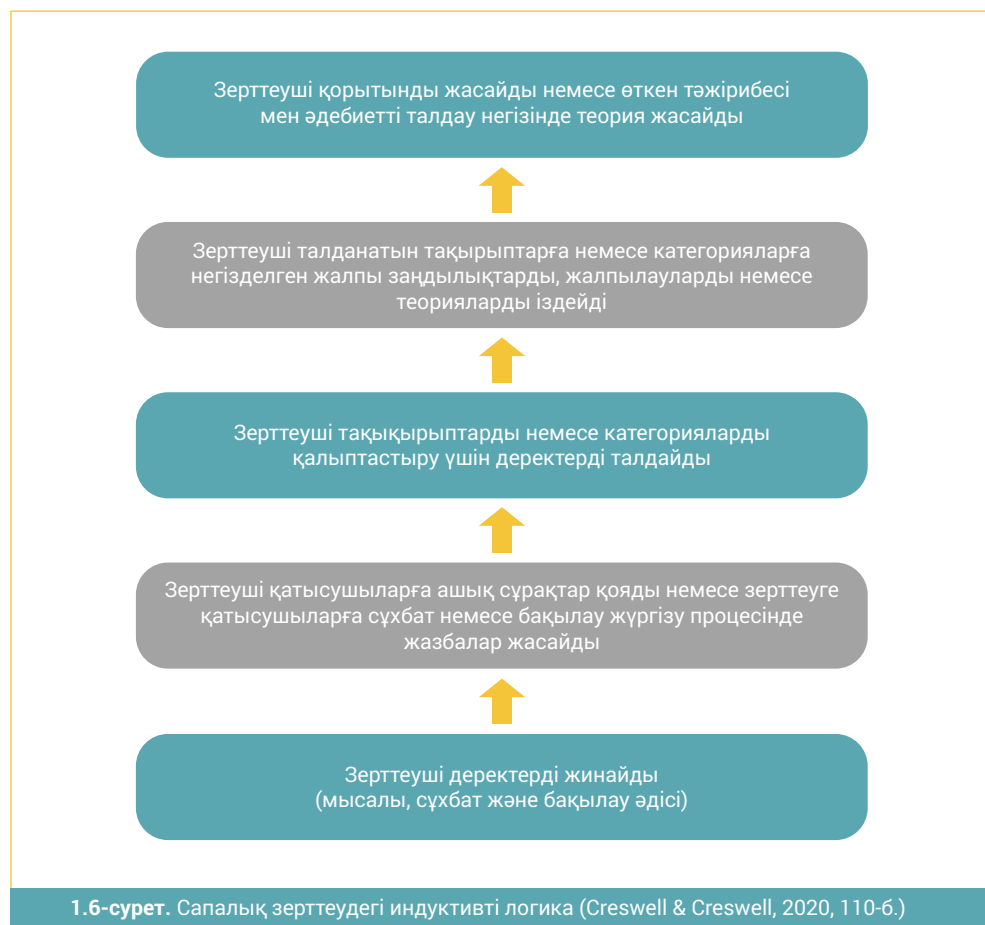 Зерттеуші қорытынды жасайды немесе өткен тәжірибесі
мен әдебиетті талдау негізінде теория жасайды
Зерттеуші талданатын тақырыптарға немесе категорияларға
негізделген жалпы заңдылықтарды, жалпылауларды немесе
теорияларды іздейді
Зерттеуші тақықырыптарды немесе категорияларды
қалыптастыру үшін деректерді талдайды
Зерттеуші қатысушыларға ашық сұрақтар қояды немесе зерттеуге
қатысушыларға сұхбат немесе бақылау жүргізу процесінде
жазбалар жасайды
Зерттеуші деректерді жинайды
(мысалы, сұхбат және бақылау әдісі)
1.6-сурет. Сапалық зерттеудегі индуктивті логика (Creswell & Creswell, 2020, 110-б.)